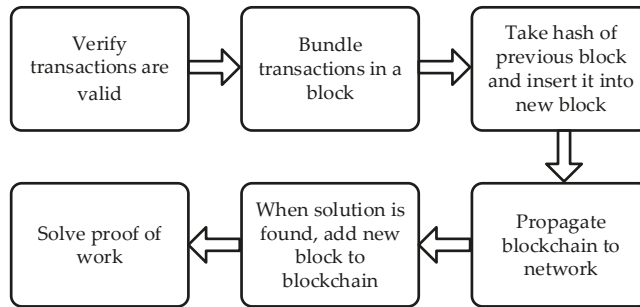 Verify
transactions are
valid
Bundle
transactions in a
block
Take hash of
previous block
and insert it into
new block
Propagate
blockchain to
network
When solution is
found, add new
block to
blockchain
Solve proof of
work